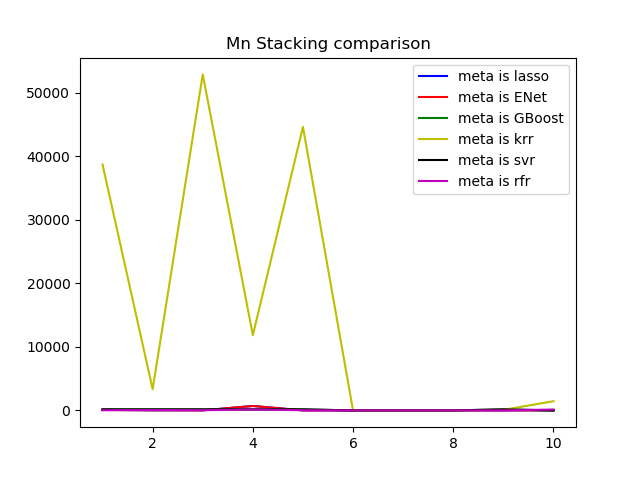 Mn Stacking comparison
meta is lasso
meta is ENet
meta is GBoost
meta is krr
meta is svr
meta is rfr
50000
40000
30000
20000
10000
0
2 4 6 8 10